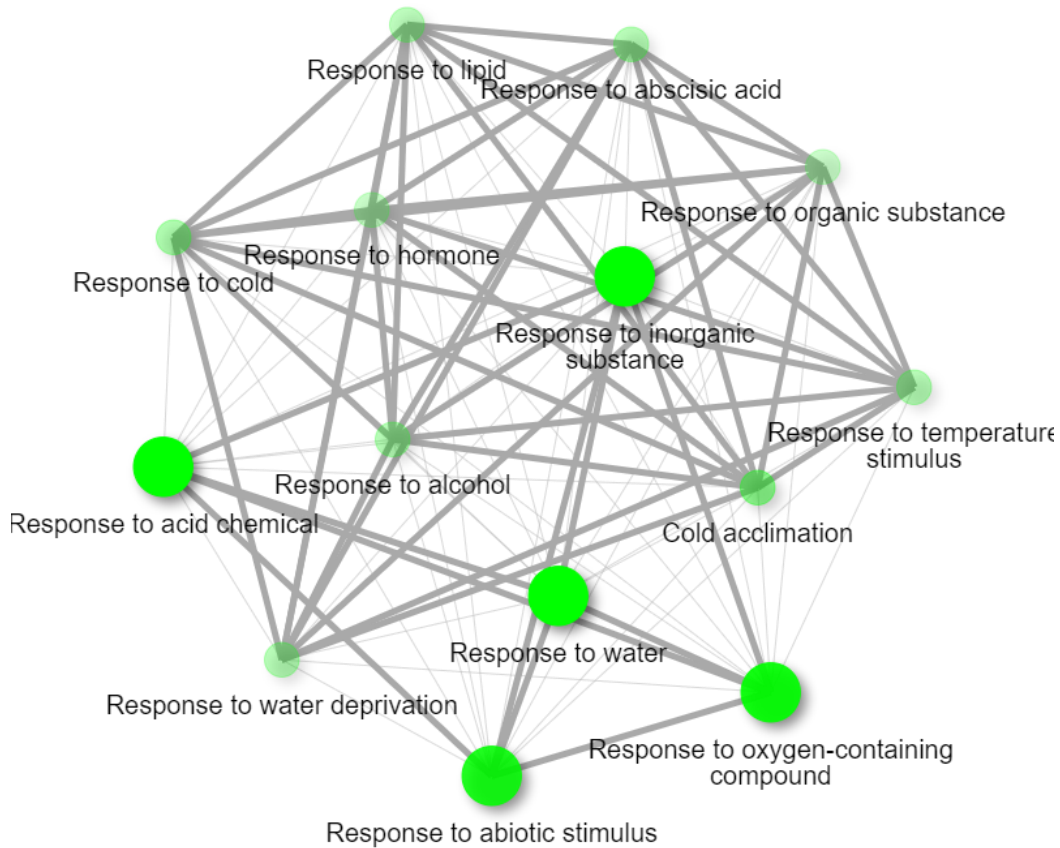 Response to lipid
Response to abscisic acid
Response to organic substance
Response to hormone
Response to cold
Response to inorganic
substance
Response to temperature
stimulus
Response to alcohol
Response to acid chemical
Cold acclimation
Response to water
Response to water deprivation
Response to oxygen-containing
compound
Response to abiotic stimulus